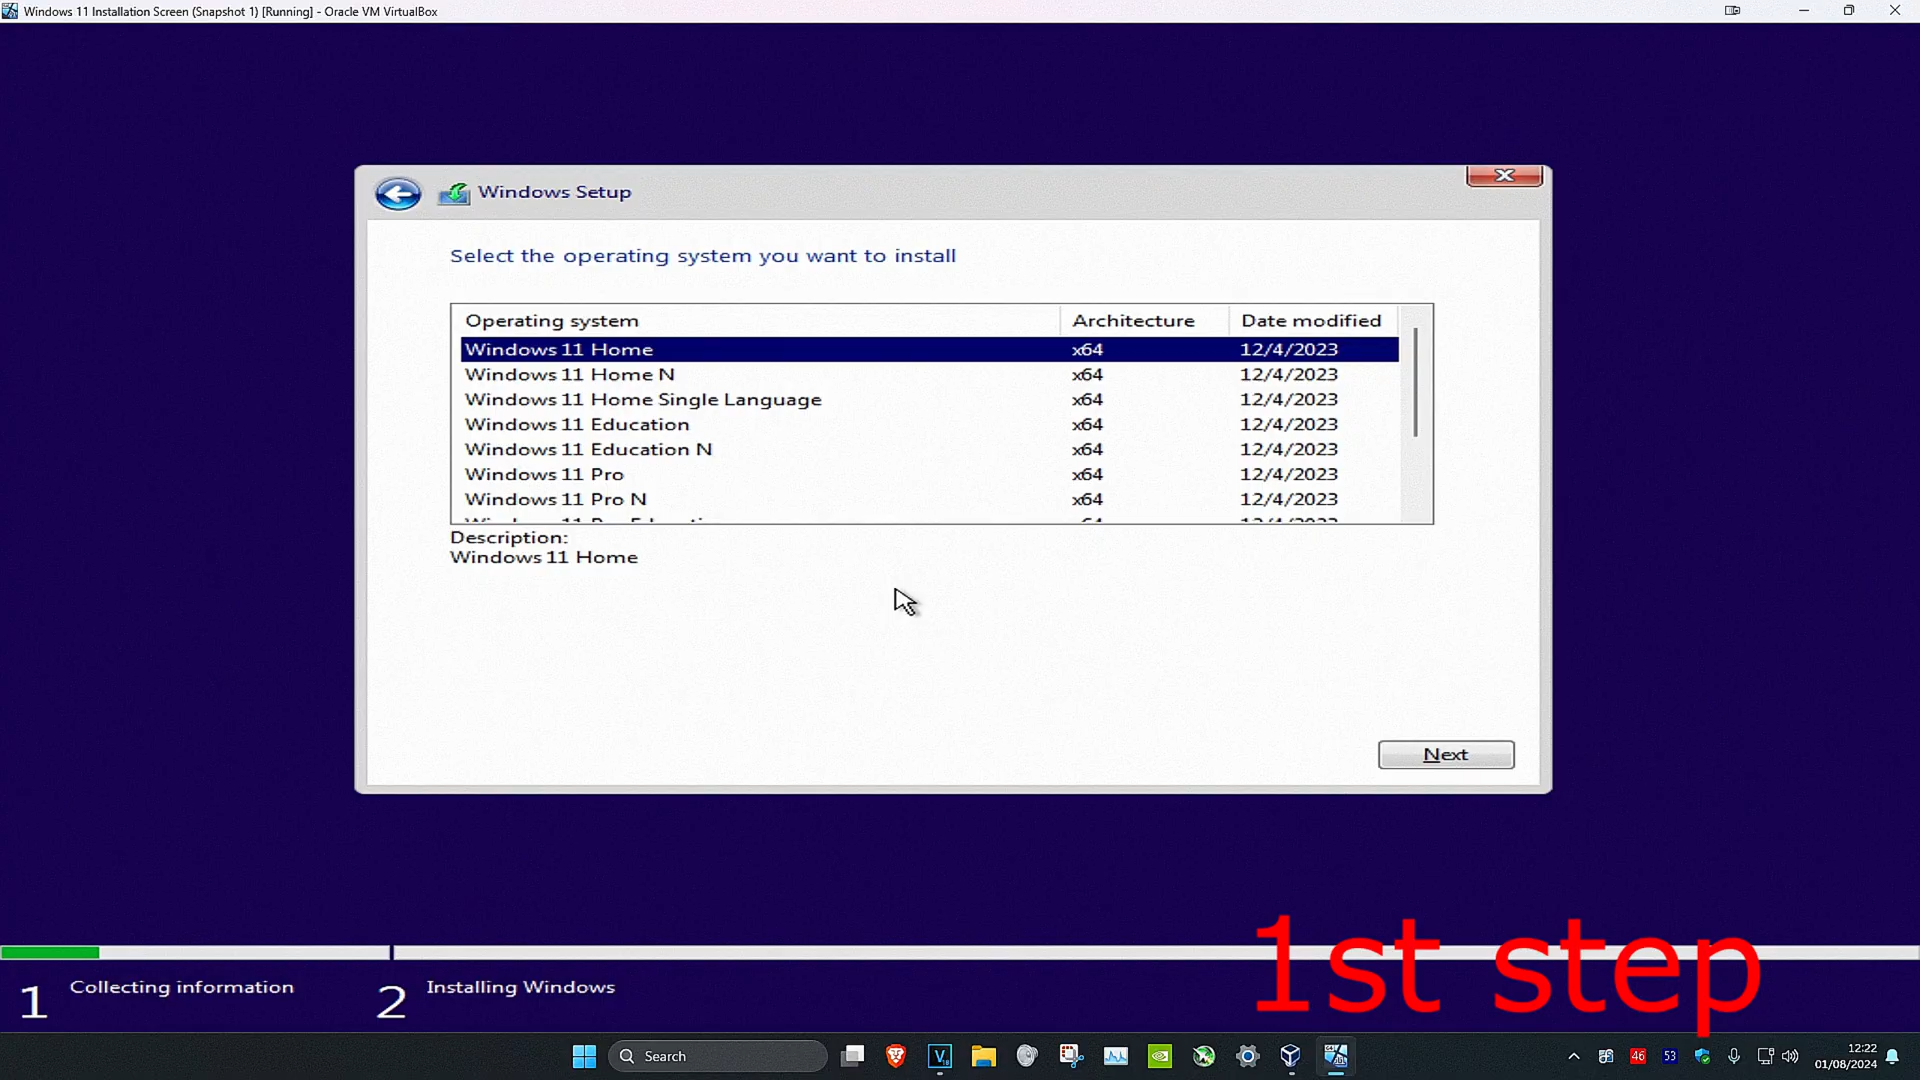 Windows 11 Installation Screen (Snapshot 1) [Running] - Oracle VM VirtualBox
Windows Setup
Select the operating system you want to install
Operating system Architecture Date modified
Windows 11 Home x64 12/4/2023
Windows 11 Home N x64 12/4/2023
Windows 11 Home Single Language x64 12/4/2023
Windows 11 Education x64 12/4/2023
Windows 11 Education N x64 12/4/2023
Windows 11 Pro x64 12/4/2023
Windows 11 Pro N x64 12/4/2023
Description:
Windows 11 Home
Next
1st step
1 Collecting information 2 Installing Windows
Search
46
53
12:22
01/08/2024